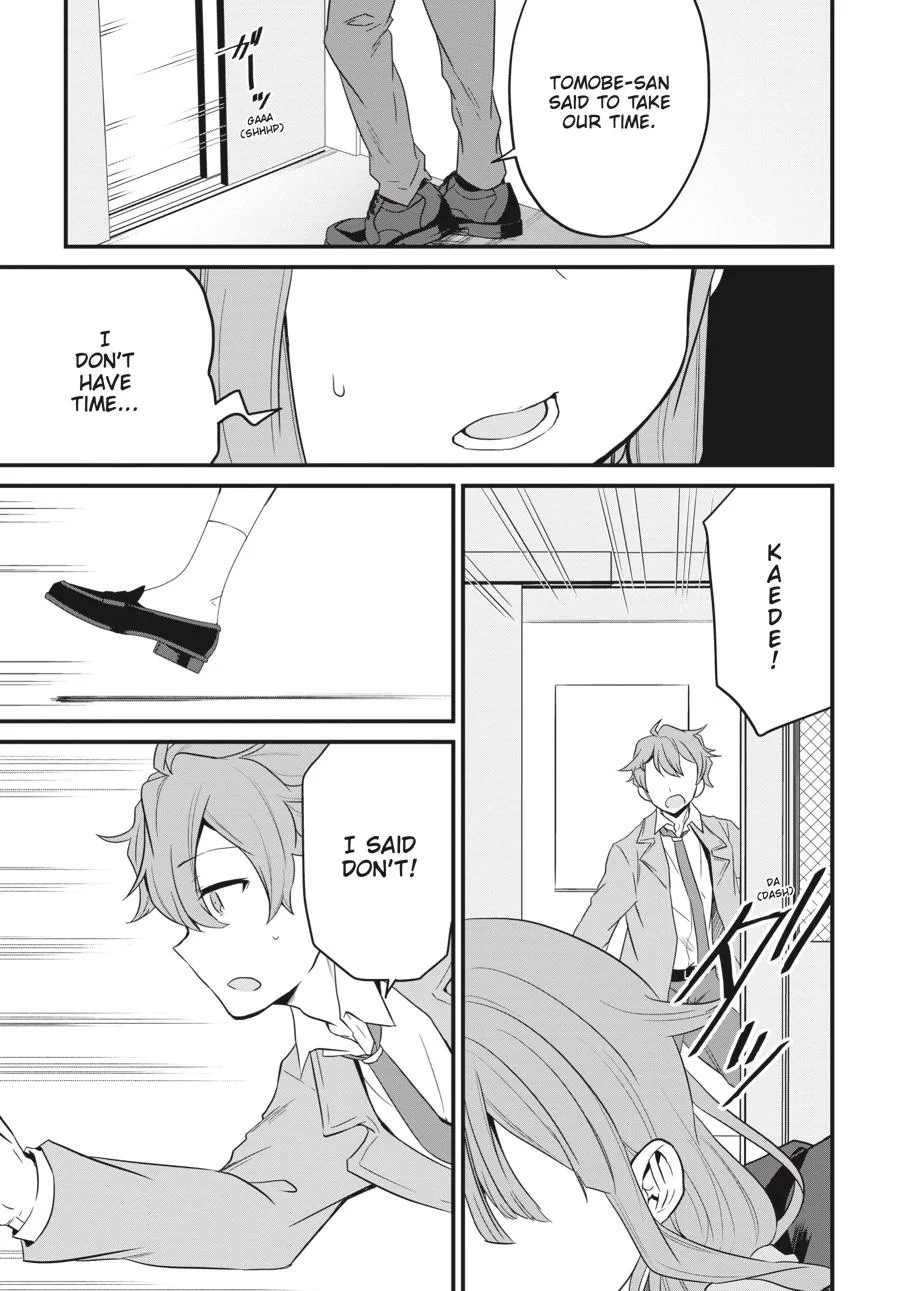 TOMOBE-SAN
SAID TO TAKE
OUR TIME.
ガーッ
GAAA
(SHHHP)
I
DON'T
HAVE
TIME...
KAEDE!
ダッ
DA
(DASH)
I SAID
DON'T!